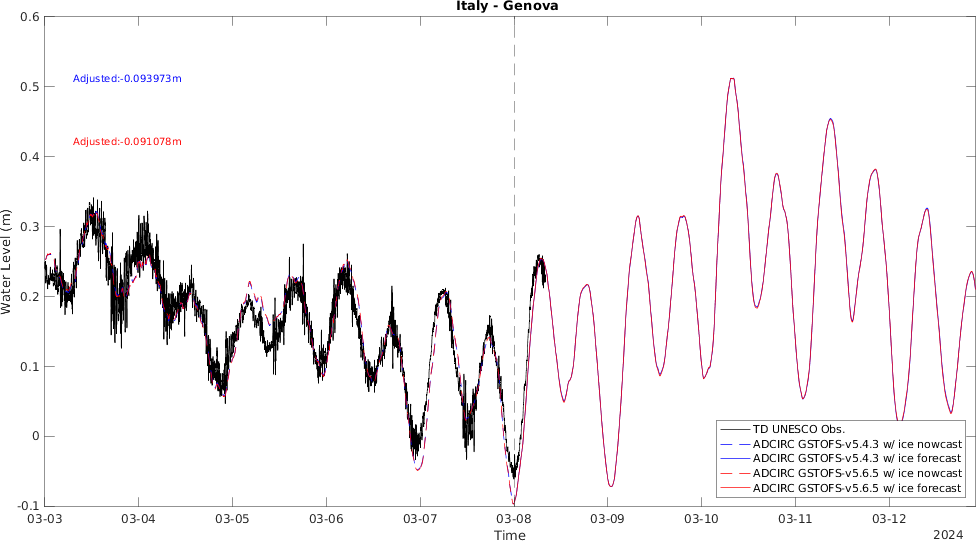 Italy - Genova
0.6
0.5
0.4
0.3
0.2
0.1
0
-0.1
Water Level (m)
Adjusted:-0.093973m
Adjusted:-0.091078m
TD UNESCO Obs.
ADCIRC GSTOFS-v5.4.3 w/ ice nowcast
ADCIRC GSTOFS-v5.4.3 w/ ice forecast
ADCIRC GSTOFS-v5.6.5 w/ ice nowcast
ADCIRC GSTOFS-v5.6.5 w/ ice forecast
03-03 03-04 03-05 03-06 03-07 03-08 03-09 03-10 03-11 03-12
Time
2024